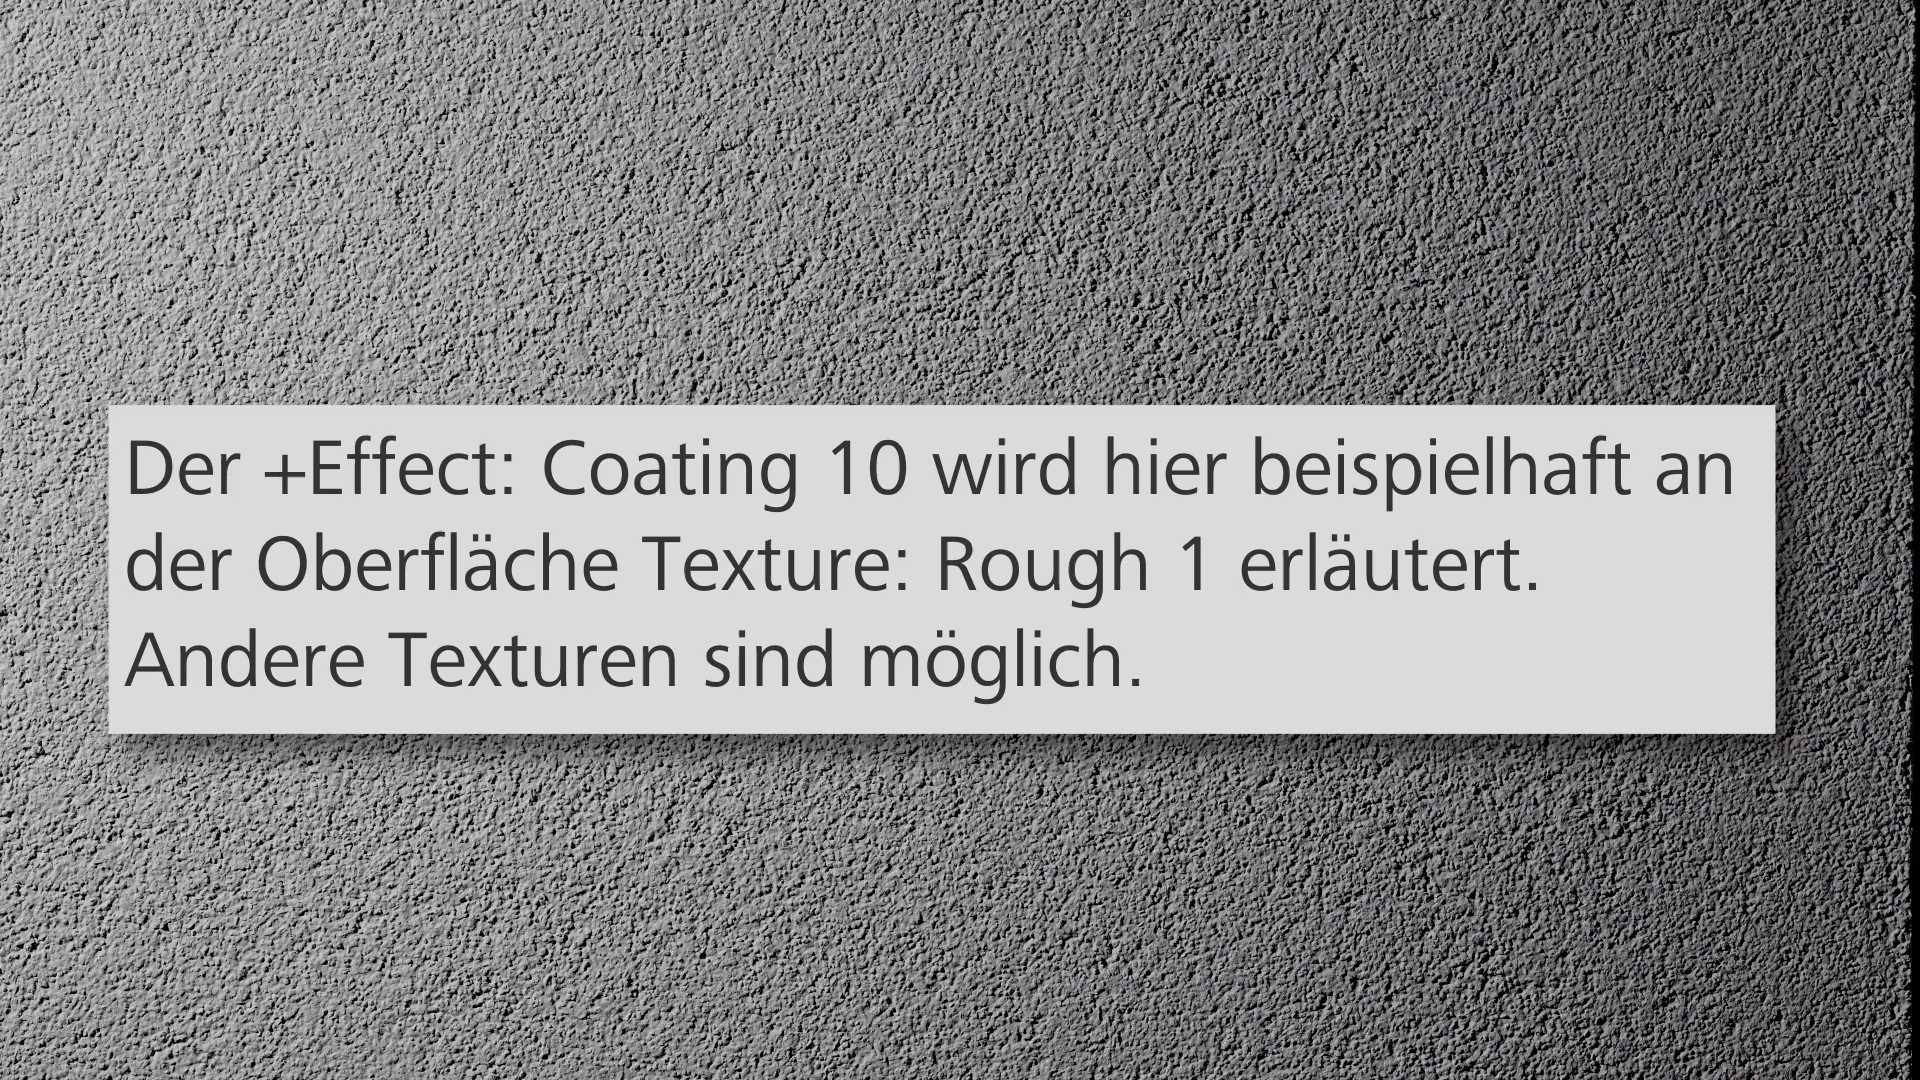 Der +Effect: Coating 10 wird hier beispielhaft an
der Oberfläche Texture: Rough 1 erläutert.
Andere Texturen sind möglich.